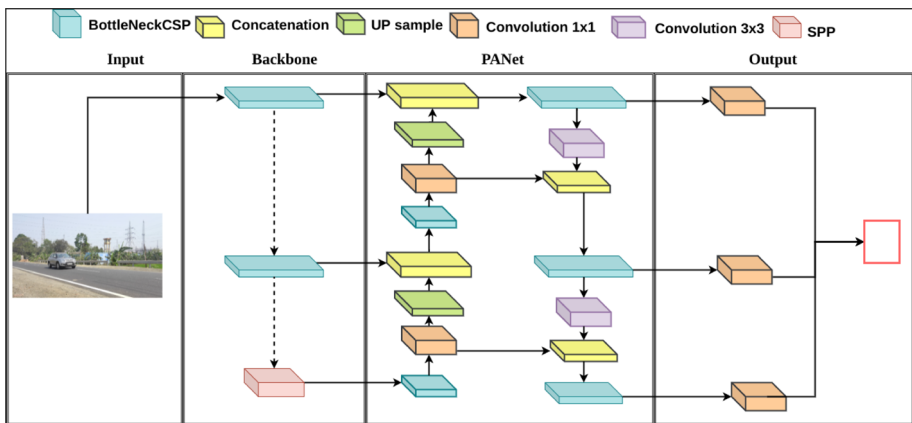 BottleNeckCSP Concatenation UP sample Convolution 1x1 Convolution 3x3 SPP
Input Backbone PANet Output